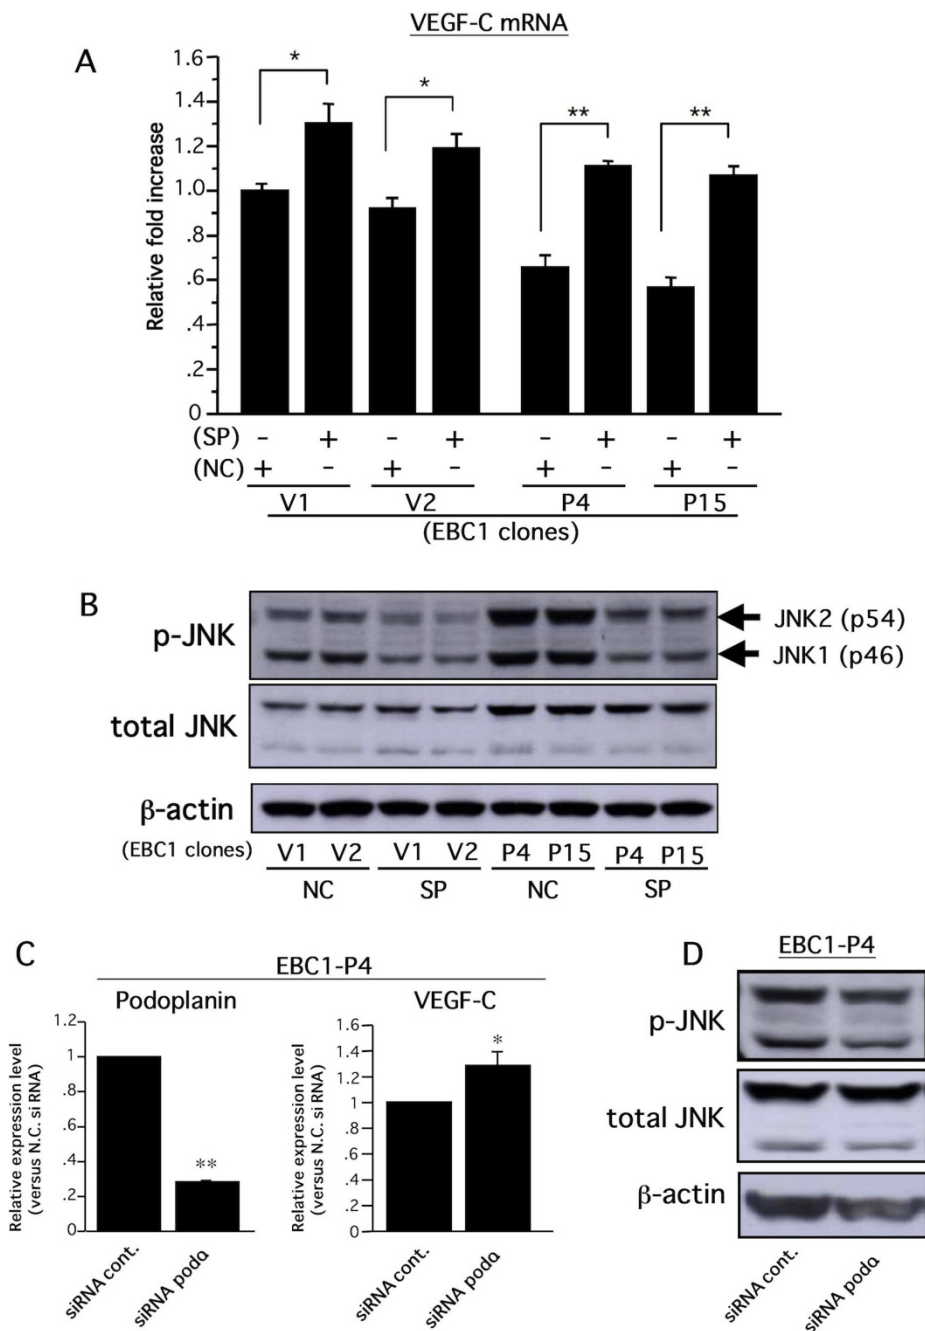 VEGF-C mRNA
A
Relative fold increase
1.6
1.4
1.2
1.0
.8
.6
.4
.2
0
* * ** **
(SP) - + - + - + - +
(NC) + - + - + - + -
V1 V2 P4 P15
(EBC1 clones)
B
p-JNK
JNK2 (p54)
JNK1 (p46)
total JNK
β-actin
(EBC1 clones) V1 V2 V1 V2 P4 P15 P4 P15
NC SP NC SP
C
EBC1-P4
Podoplanin
Relative expression level
(versus N.C. si RNA)
1.2
1
.8
.6
.4
.2
0
**
siRNA cont.
siRNA podo
VEGF-C
Relative expression level
(versus N.C. si RNA)
1.6
1.4
1.2
1
.8
.6
.4
.2
0
*
siRNA cont.
siRNA podo
D
EBC1-P4
p-JNK
total JNK
β-actin
siRNA cont.
siRNA podo